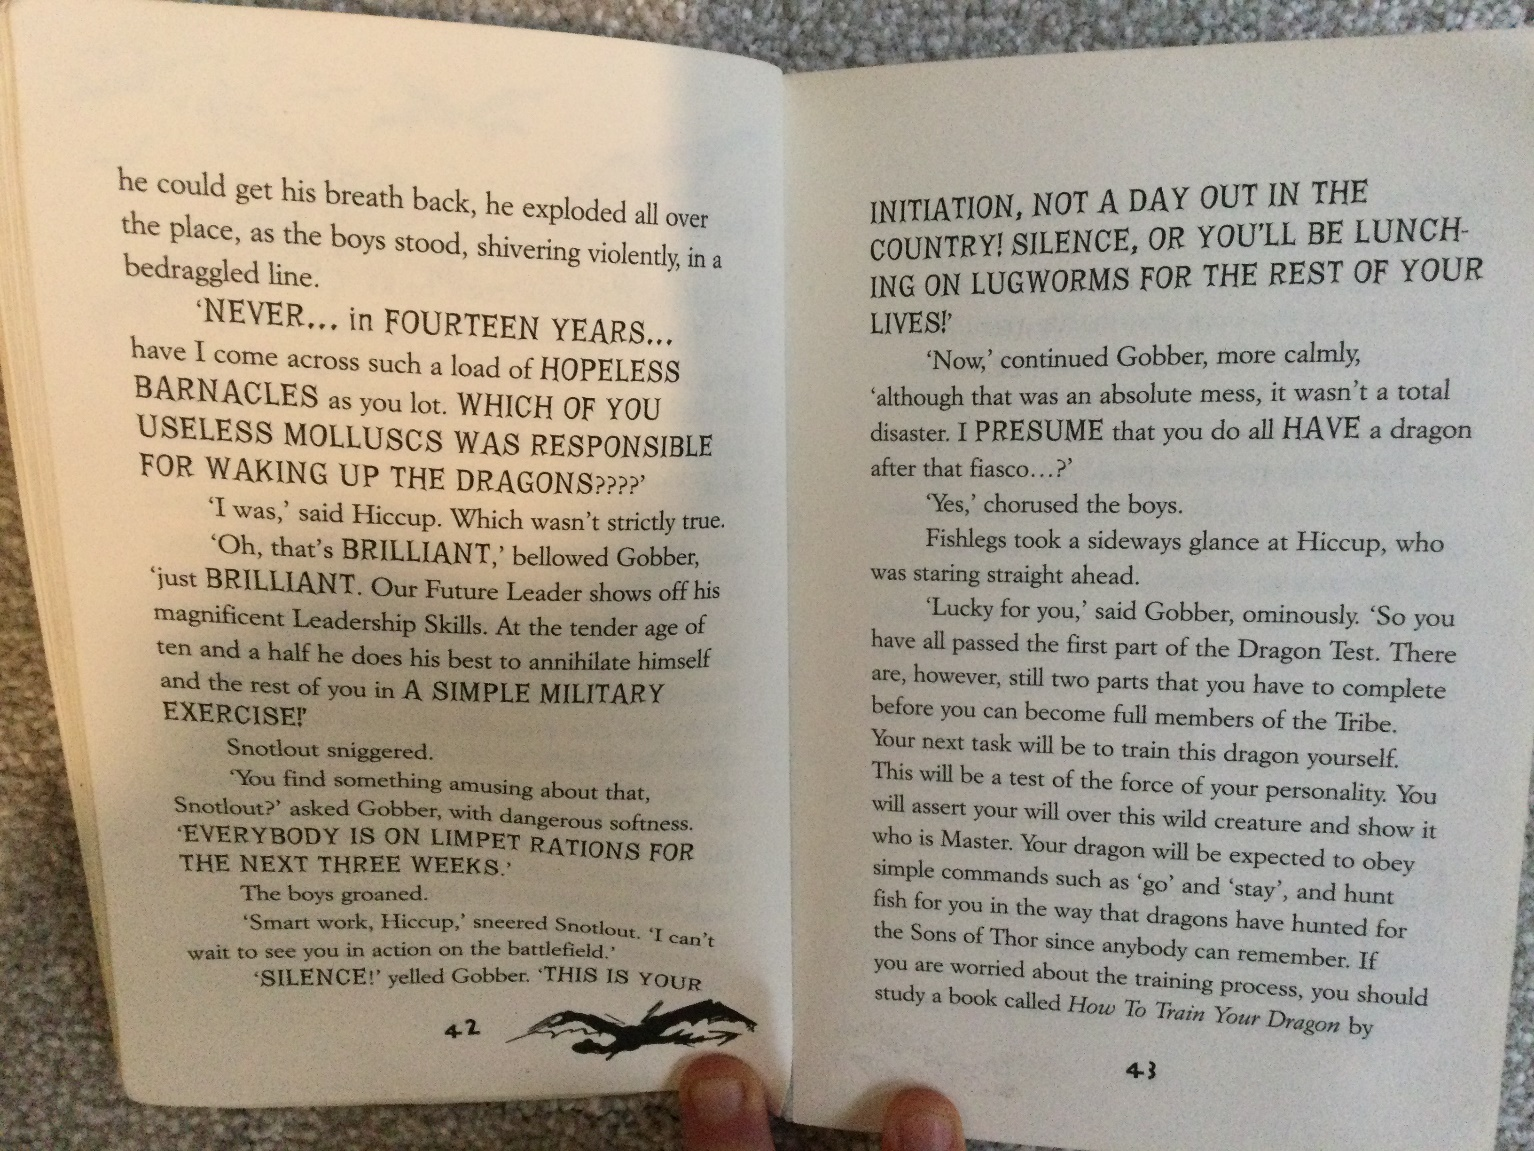 he could get his breath back, he exploded all over
the place, as the boys stood, shivering violently, in a
bedraggled line.
‘NEVER... in FOURTEEN YEARS...
have I come across such a load of HOPELESS
BARNACLES as you lot. WHICH OF YOU
USELESS MOLLUSCS WAS RESPONSIBLE
FOR WAKING UP THE DRAGONS????’
‘I was,’ said Hiccup. Which wasn’t strictly true.
‘Oh, that’s BRILLIANT,’ bellowed Gobber,
‘just BRILLIANT. Our Future Leader shows off his
magnificent Leadership Skills. At the tender age of
ten and a half he does his best to annihilate himself
and the rest of you in A SIMPLE MILITARY
EXERCISE!’
Snotlout sniggered.
‘You find something amusing about that,
Snotlout?’ asked Gobber, with dangerous softness.
‘EVERYBODY IS ON LIMPET RATIONS FOR
THE NEXT THREE WEEKS.’
The boys groaned.
‘Smart work, Hiccup,’ sneered Snotlout. ‘I can’t
wait to see you in action on the battlefield.’
‘SILENCE!’ yelled Gobber. ‘THIS IS YOUR
42
INITIATION, NOT A DAY OUT IN THE
COUNTRY! SILENCE, OR YOU’LL BE LUNCH-
ING ON LUGWORMS FOR THE REST OF YOUR
LIVES!’
‘Now,’ continued Gobber, more calmly,
‘although that was an absolute mess, it wasn’t a total
disaster. I PRESUME that you do all HAVE a dragon
after that fiasco...?’
‘Yes,’ chorused the boys.
Fishlegs took a sideways glance at Hiccup, who
was staring straight ahead.
‘Lucky for you,’ said Gobber, ominously. ‘So you
have all passed the first part of the Dragon Test. There
are, however, still two parts that you have to complete
before you can become full members of the Tribe.
Your next task will be to train this dragon yourself.
This will be a test of the force of your personality. You
will assert your will over this wild creature and show it
who is Master. Your dragon will be expected to obey
simple commands such as ‘go’ and ‘stay’, and hunt
fish for you in the way that dragons have hunted for
the Sons of Thor since anybody can remember. If
you are worried about the training process, you should
study a book called How To Train Your Dragon by
43